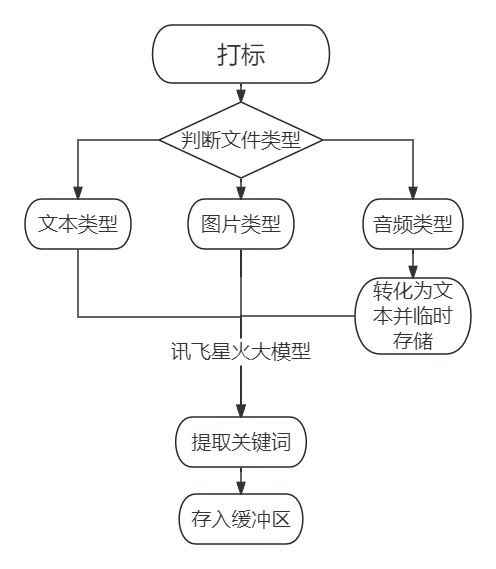 打标
判断文件类型
文本类型
图片类型
音频类型
转化为文
本并临时
存储
讯飞星火大模型
提取关键词
存入缓冲区